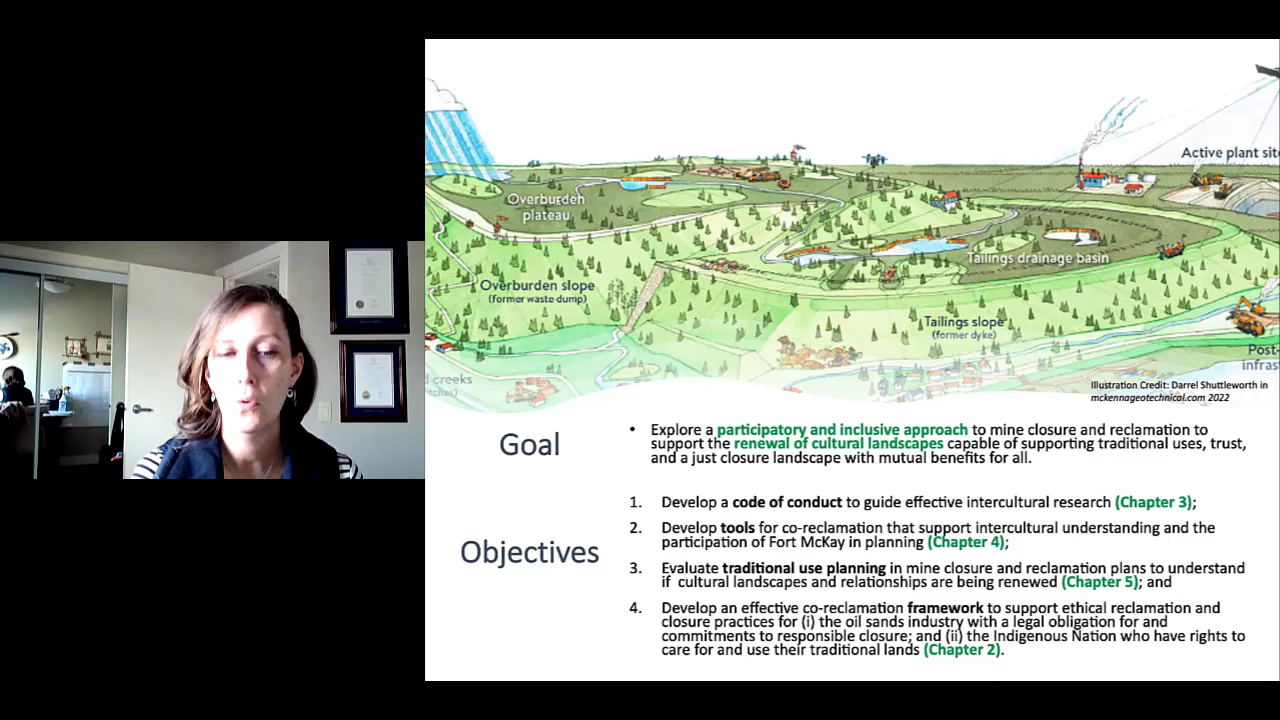 Active plant site
Overburden
plateau
Tailings drainage basin
Overburden slope
(former waste dump)
Tailings slope
(former dyke)
Post-
infras
d creeks
tches)
Illustration Credit: Darrel Shuttleworth in
mckennageotechnical.com 2022
Goal
• Explore a participatory and inclusive approach to mine closure and reclamation to
support the renewal of cultural landscapes capable of supporting traditional uses, trust,
and a just closure landscape with mutual benefits for all.
Objectives
1. Develop a code of conduct to guide effective intercultural research (Chapter 3);
2. Develop tools for co-reclamation that support intercultural understanding and the
participation of Fort McKay in planning (Chapter 4);
3. Evaluate traditional use planning in mine closure and reclamation plans to understand
if cultural landscapes and relationships are being renewed (Chapter 5); and
4. Develop an effective co-reclamation framework to support ethical reclamation and
closure practices for (i) the oil sands industry with a legal obligation for and
commitments to responsible closure; and (ii) the Indigenous Nation who have rights to
care for and use their traditional lands (Chapter 2).